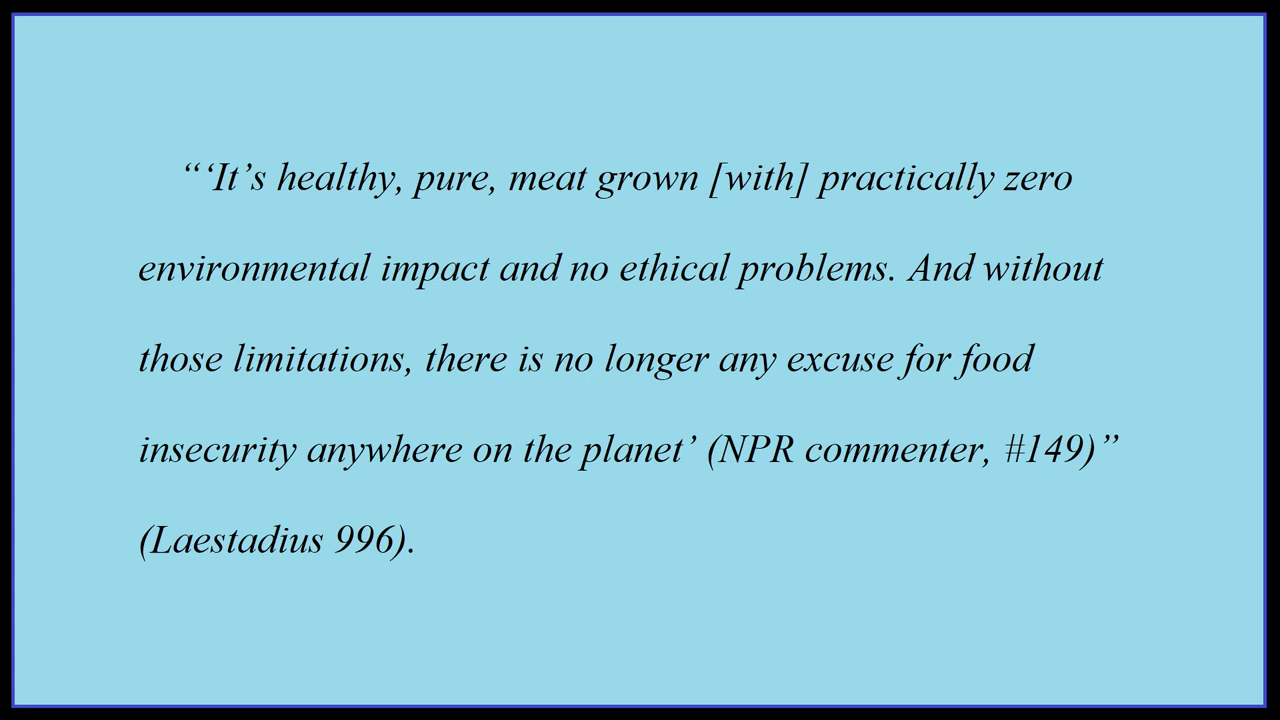 “‘It’s healthy, pure, meat grown [with] practically zero
environmental impact and no ethical problems. And without
those limitations, there is no longer any excuse for food
insecurity anywhere on the planet’ (NPR commenter, #149)”
(Laestadius 996).